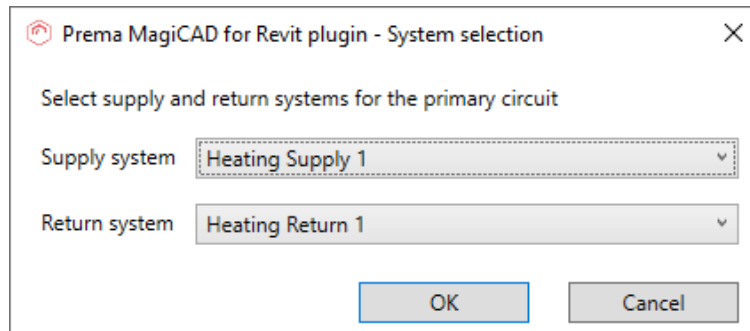 Prema MagiCAD for Revit plugin - System selection
Select supply and return systems for the primary circuit
Supply system Heating Supply 1
Return system Heating Return 1
OK Cancel